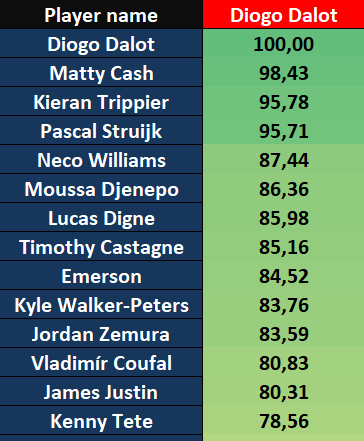 Player name Diogo Dalot
Diogo Dalot 100,00
Matty Cash 98,43
Kieran Trippier 95,78
Pascal Struijk 95,71
Neco Williams 87,44
Moussa Djenepo 86,36
Lucas Digne 85,98
Timothy Castagne 85,16
Emerson 84,52
Kyle Walker-Peters 83,76
Jordan Zemura 83,59
Vladimír Coufal 80,83
James Justin 80,31
Kenny Tete 78,56